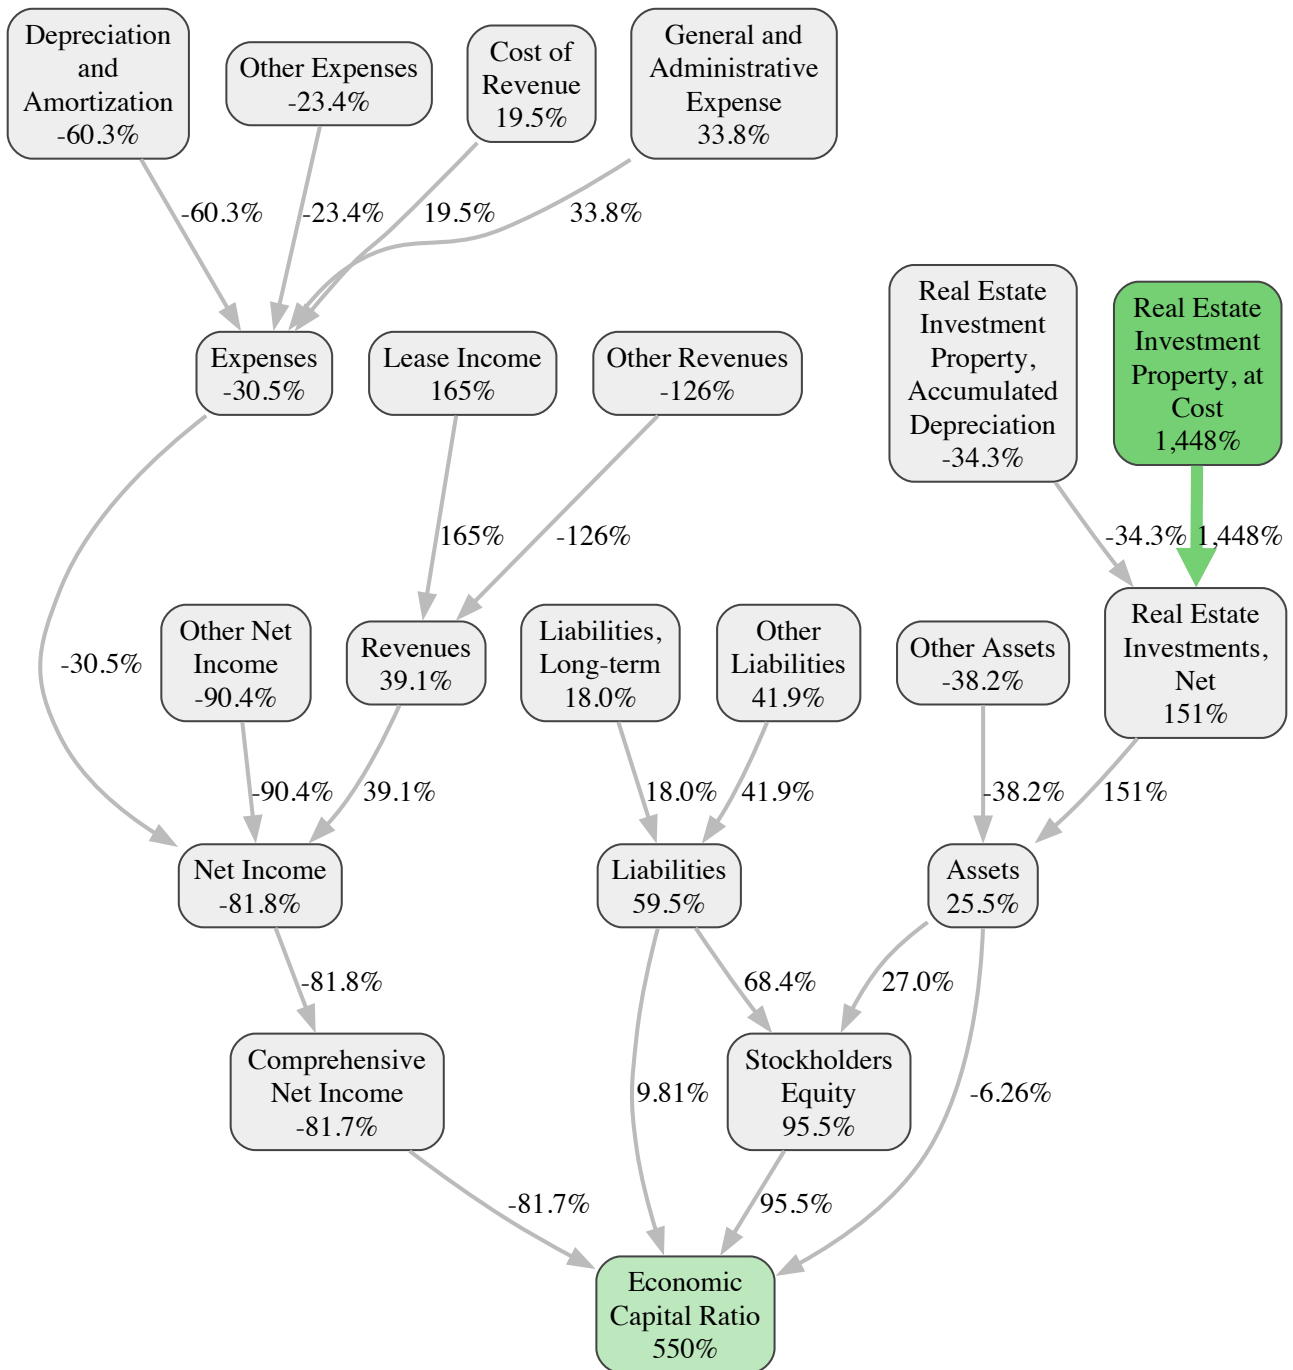 Depreciation
and
Amortization
-60.3%
Other Expenses
-23.4%
Cost of
Revenue
19.5%
General and
Administrative
Expense
33.8%
-60.3%
-23.4%
19.5%
33.8%
Expenses
-30.5%
Lease Income
165%
Other Revenues
-126%
Real Estate
Investment
Property,
Accumulated
Depreciation
-34.3%
Real Estate
Investment
Property, at
Cost
1,448%
165%
-126%
-34.3%
1,448%
-30.5%
Other Net
Income
-90.4%
Revenues
39.1%
Liabilities,
Long-term
18.0%
Other
Liabilities
41.9%
Other Assets
-38.2%
Real Estate
Investments,
Net
151%
-90.4%
39.1%
18.0%
41.9%
-38.2%
151%
Net Income
-81.8%
Liabilities
59.5%
Assets
25.5%
-81.8%
68.4%
27.0%
Comprehensive
Net Income
-81.7%
9.81%
Stockholders
Equity
95.5%
-6.26%
-81.7%
95.5%
Economic
Capital Ratio
550%